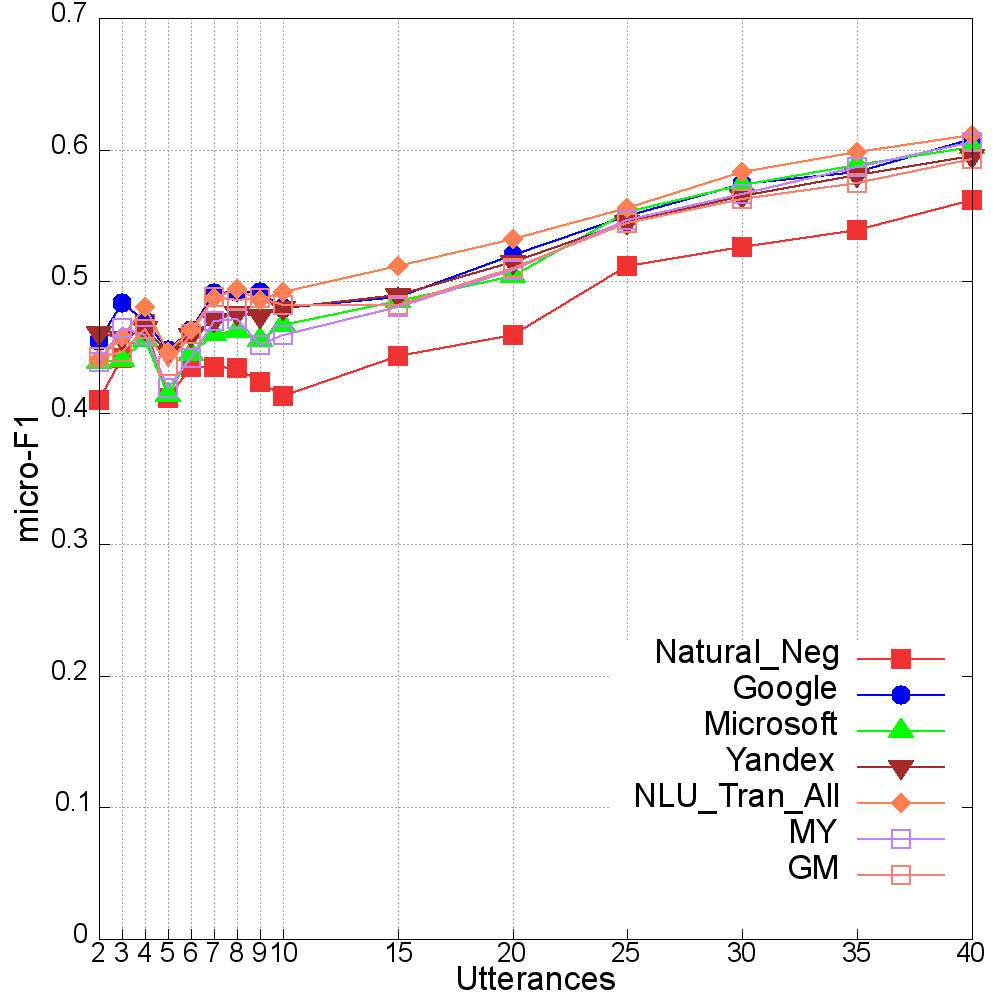 0.7
0.6
0.5
0.4
0.3
0.2
0.1
0
micro-F1
Natural_Neg
Google
Microsoft
Yandex
NLU_Tran_All
MY
GM
2 3 4 5 6 7 8 9 10 15 20 25 30 35 40
Utterances